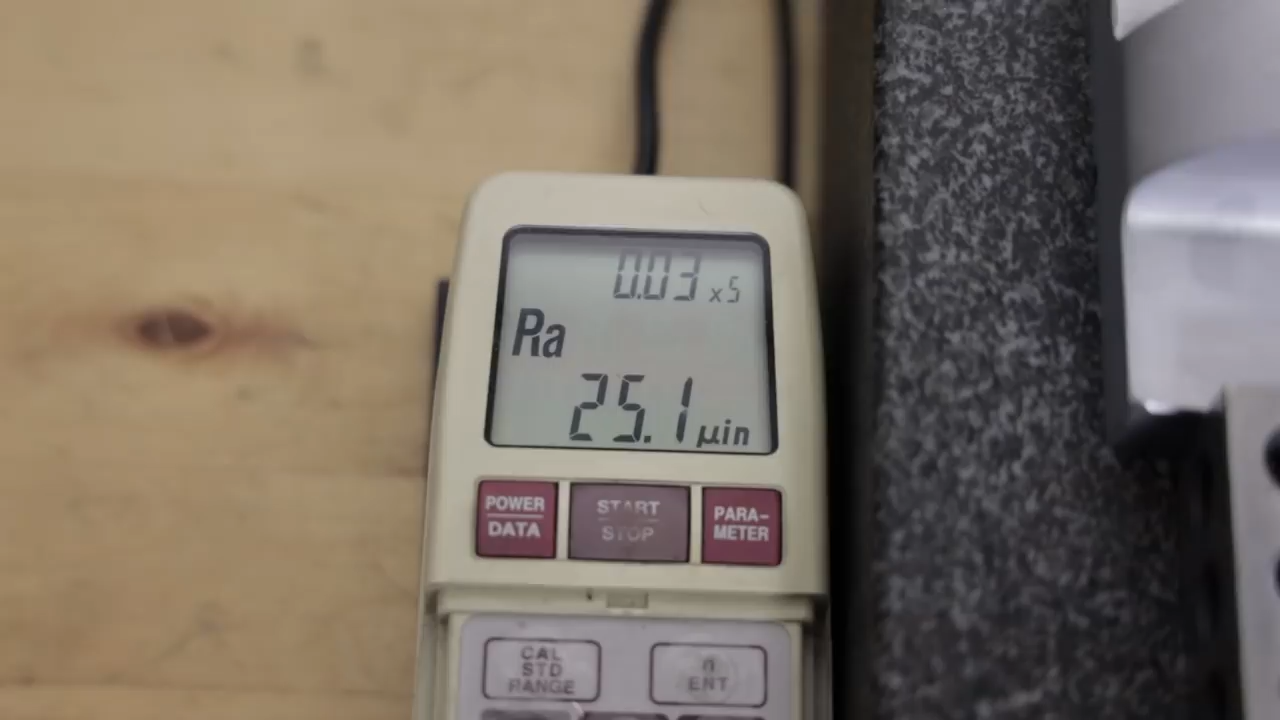 0.03 x5
Ra
25.1 µin
POWER
DATA
START
STOP
PARA-
METER
CAL
STD
RANGE
n
ENT